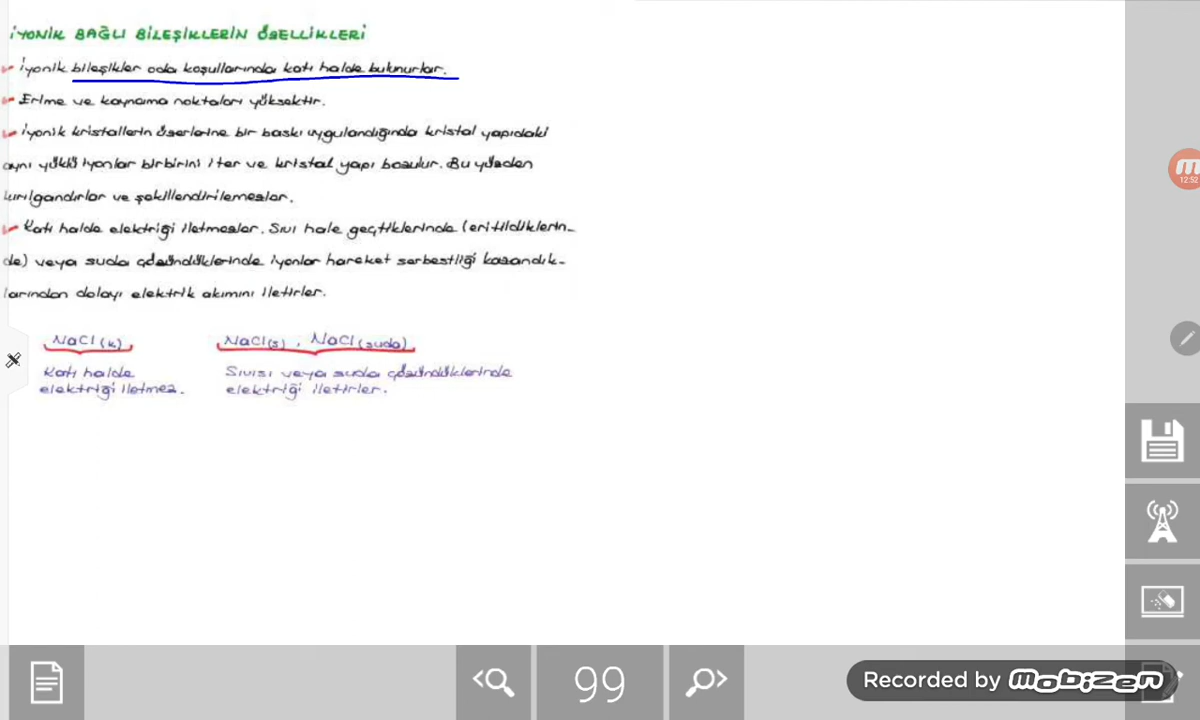 İYONİK BAĞLI BİLEŞİKLERİN ÖZELLİKLERİ
İyonik bileşikler oda koşullarında katı halde bulunurlar.
Erime ve kaynama noktaları yüksektir.
İyonik kristallerin üzerlerine bir baskı uygulandığında kristal yapıdaki
aynı yüklü iyonlar birbirini iter ve kristal yapı bozulur. Bu yüzden
kırılgandırlar ve şekillendirilemezler.
Katı halde elektriği iletmezler. Sıvı hale geçtiklerinde (eritildiklerin-
de) veya suda çözündüklerinde iyonlar hareket serbestliği kazandık-
larından dolayı elektrik akımını iletirler.
NaCl(k) NaCl(s), NaCl(suda)
Katı halde Sıvısı veya suda çözündüklerinde
elektriği iletmez. elektriği iletirler.
12:52
99
Recorded by mobizen